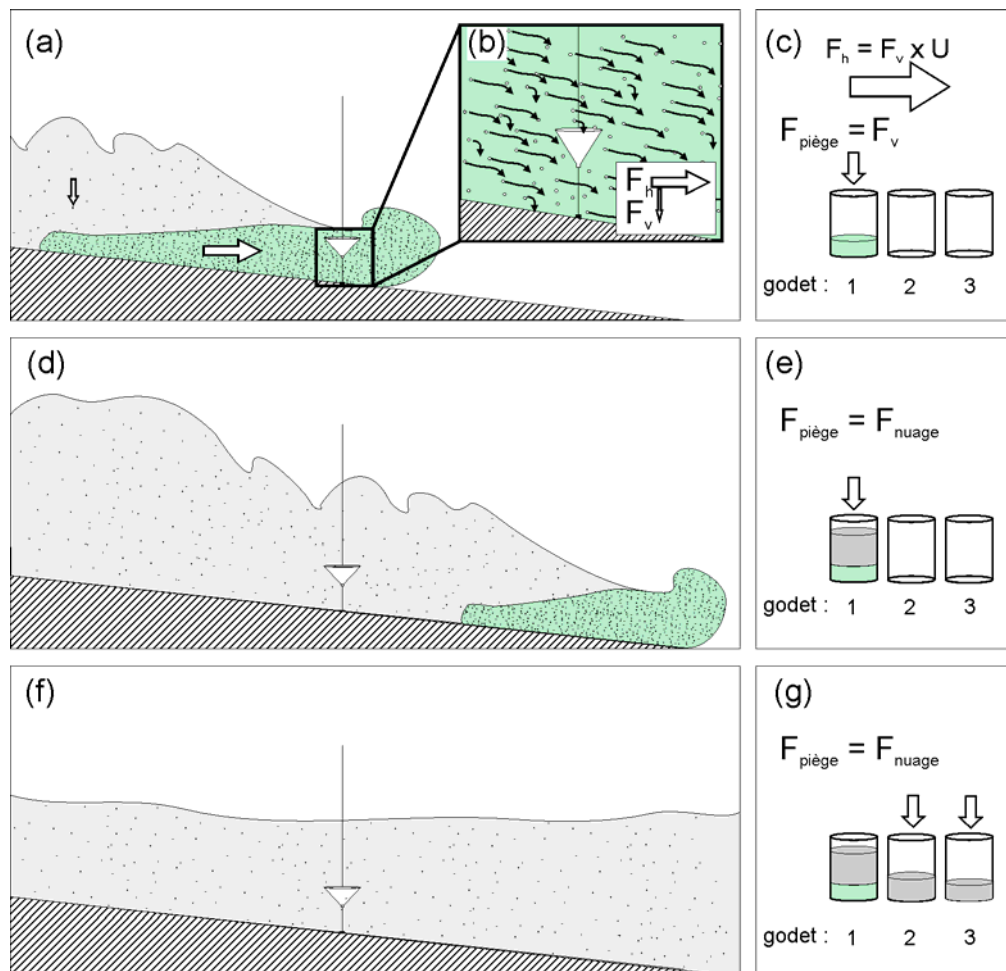 (a)
(b)
F_h
F_v
(c)
F_h = F_v x U
F_piège = F_v
godet : 1 2 3
(d)
(e)
F_piège = F_nuage
godet : 1 2 3
(f)
(g)
F_piège = F_nuage
godet : 1 2 3